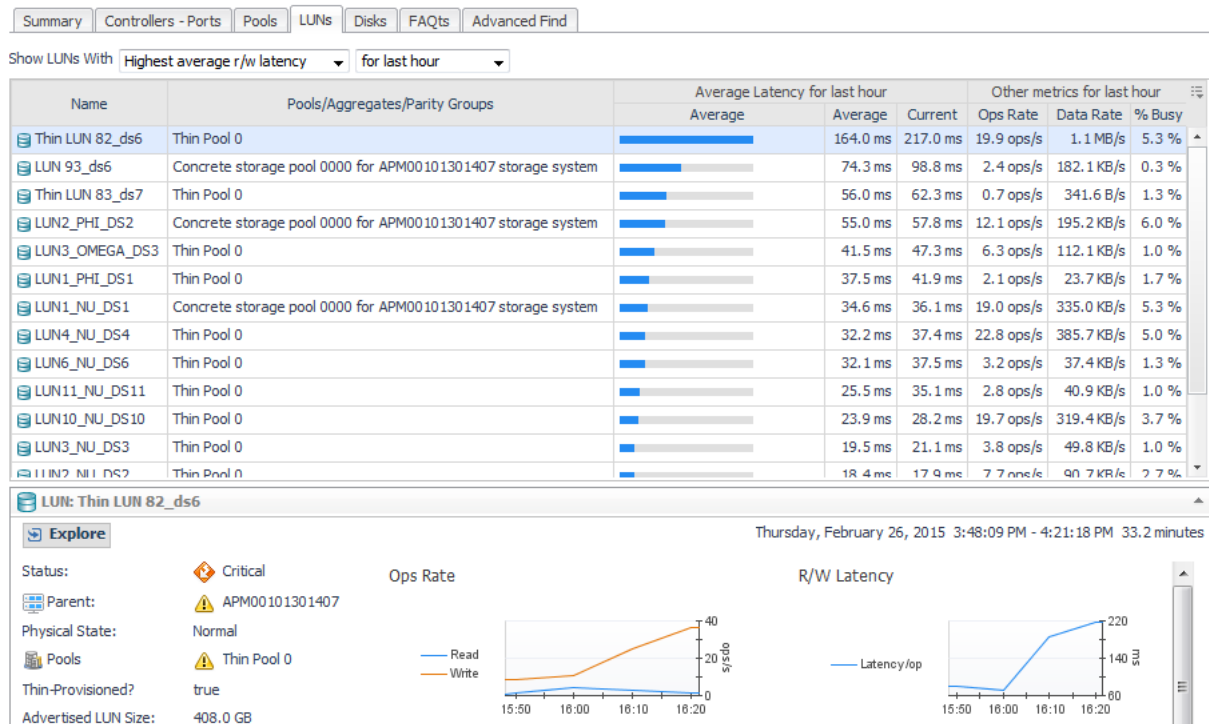 Summary Controllers - Ports Pools LUNs Disks FAQts Advanced Find
Show LUNs With Highest average r/w latency for last hour
Name Pools/Aggregates/Parity Groups Average Latency for last hour Other metrics for last hour
Average Average Current Ops Rate Data Rate % Busy
Thin LUN 82_ds6 Thin Pool 0 164.0 ms 217.0 ms 19.9 ops/s 1.1 MB/s 5.3 %
LUN 93_ds6 Concrete storage pool 0000 for APM00101301407 storage system 74.3 ms 98.8 ms 2.4 ops/s 182.1 KB/s 0.3 %
Thin LUN 83_ds7 Thin Pool 0 56.0 ms 62.3 ms 0.7 ops/s 341.6 B/s 1.3 %
LUN2_PHI_DS2 Concrete storage pool 0000 for APM00101301407 storage system 55.0 ms 57.8 ms 12.1 ops/s 195.2 KB/s 6.0 %
LUN3_OMEGA_DS3 Thin Pool 0 41.5 ms 47.3 ms 6.3 ops/s 112.1 KB/s 1.0 %
LUN1_PHI_DS1 Thin Pool 0 37.5 ms 41.9 ms 2.1 ops/s 23.7 KB/s 1.7 %
LUN1_NU_DS1 Concrete storage pool 0000 for APM00101301407 storage system 34.6 ms 36.1 ms 19.0 ops/s 335.0 KB/s 5.3 %
LUN4_NU_DS4 Thin Pool 0 32.2 ms 37.4 ms 22.8 ops/s 385.7 KB/s 5.0 %
LUN6_NU_DS6 Thin Pool 0 32.1 ms 37.5 ms 3.2 ops/s 37.4 KB/s 1.3 %
LUN11_NU_DS11 Thin Pool 0 25.5 ms 35.1 ms 2.8 ops/s 40.9 KB/s 1.0 %
LUN10_NU_DS10 Thin Pool 0 23.9 ms 28.2 ms 19.7 ops/s 319.4 KB/s 3.7 %
LUN3_NU_DS3 Thin Pool 0 19.5 ms 21.1 ms 3.8 ops/s 49.8 KB/s 1.0 %
LUN2_NU_DS2 Thin Pool 0 18.4 ms 17.9 ms 7.7 ops/s 90.7 KB/s 2.7 %
LUN: Thin LUN 82_ds6
Explore Thursday, February 26, 2015 3:48:09 PM - 4:21:18 PM 33.2 minutes
Status: Critical
Parent: APM00101301407
Physical State: Normal
Pools Thin Pool 0
Thin-Provisioned? true
Advertised LUN Size: 408.0 GB
Ops Rate
Read
Write
40
20
0
ops/s
15:50 16:00 16:10 16:20
R/W Latency
Latency/op
220
140
60
ms
15:50 16:00 16:10 16:20